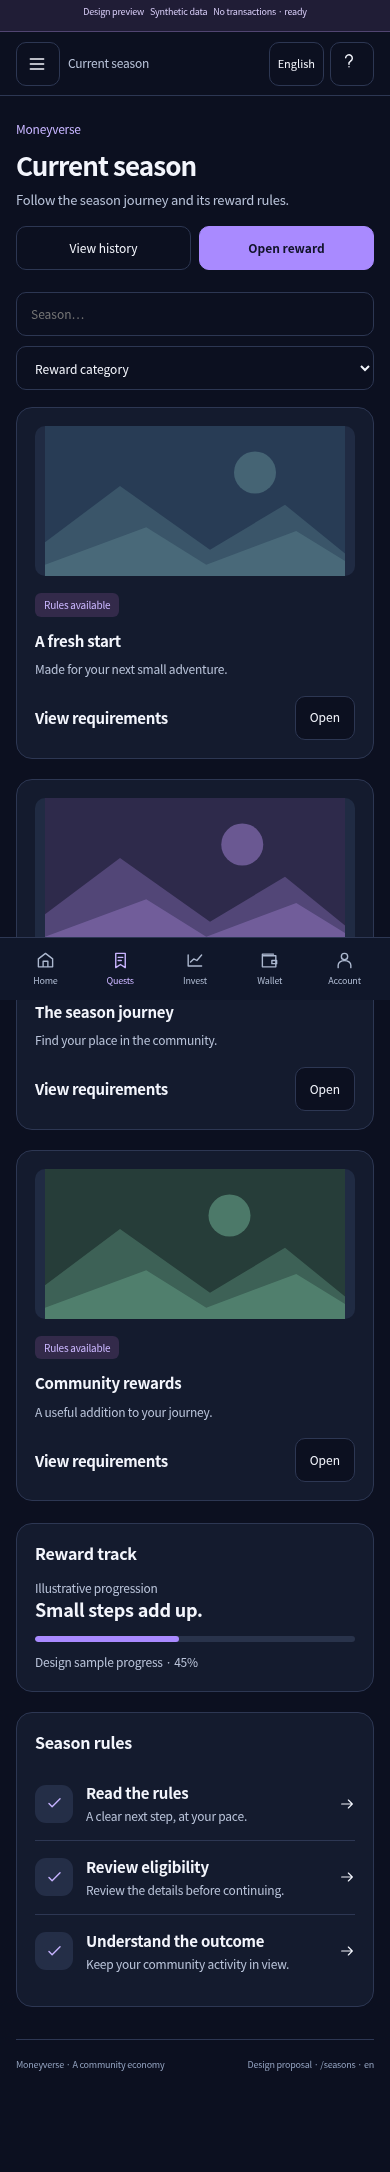 Design preview Synthetic data No transactions · ready
Current season
English
?
Moneyverse
Current season
Follow the season journey and its reward rules.
View history
Open reward
Season…
Reward category
Rules available
A fresh start
Made for your next small adventure.
View requirements
Open
Home
Quests
Invest
Wallet
Account
The season journey
Find your place in the community.
View requirements
Open
Rules available
Community rewards
A useful addition to your journey.
View requirements
Open
Reward track
Illustrative progression
Small steps add up.
Design sample progress · 45%
Season rules
Read the rules
A clear next step, at your pace.
Review eligibility
Review the details before continuing.
Understand the outcome
Keep your community activity in view.
Moneyverse · A community economy
Design proposal · /seasons · en